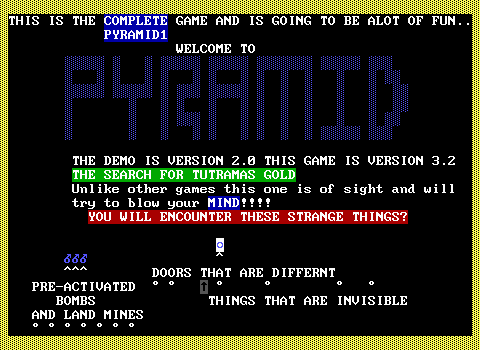 THIS IS THE COMPLETE GAME AND IS GOING TO BE ALOT OF FUN..
PYRAMID1
WELCOME TO
PYRAMID
THE DEMO IS VERSION 2.0 THIS GAME IS VERSION 3.2
THE SEARCH FOR TUTRAMAS GOLD
Unlike other games this one is of sight and will
try to blow your MIND!!!!
YOU WILL ENCOUNTER THESE STRANGE THINGS?
DOORS THAT ARE DIFFERNT
PRE-ACTIVATED
BOMBS
THINGS THAT ARE INVISIBLE
AND LAND MINES